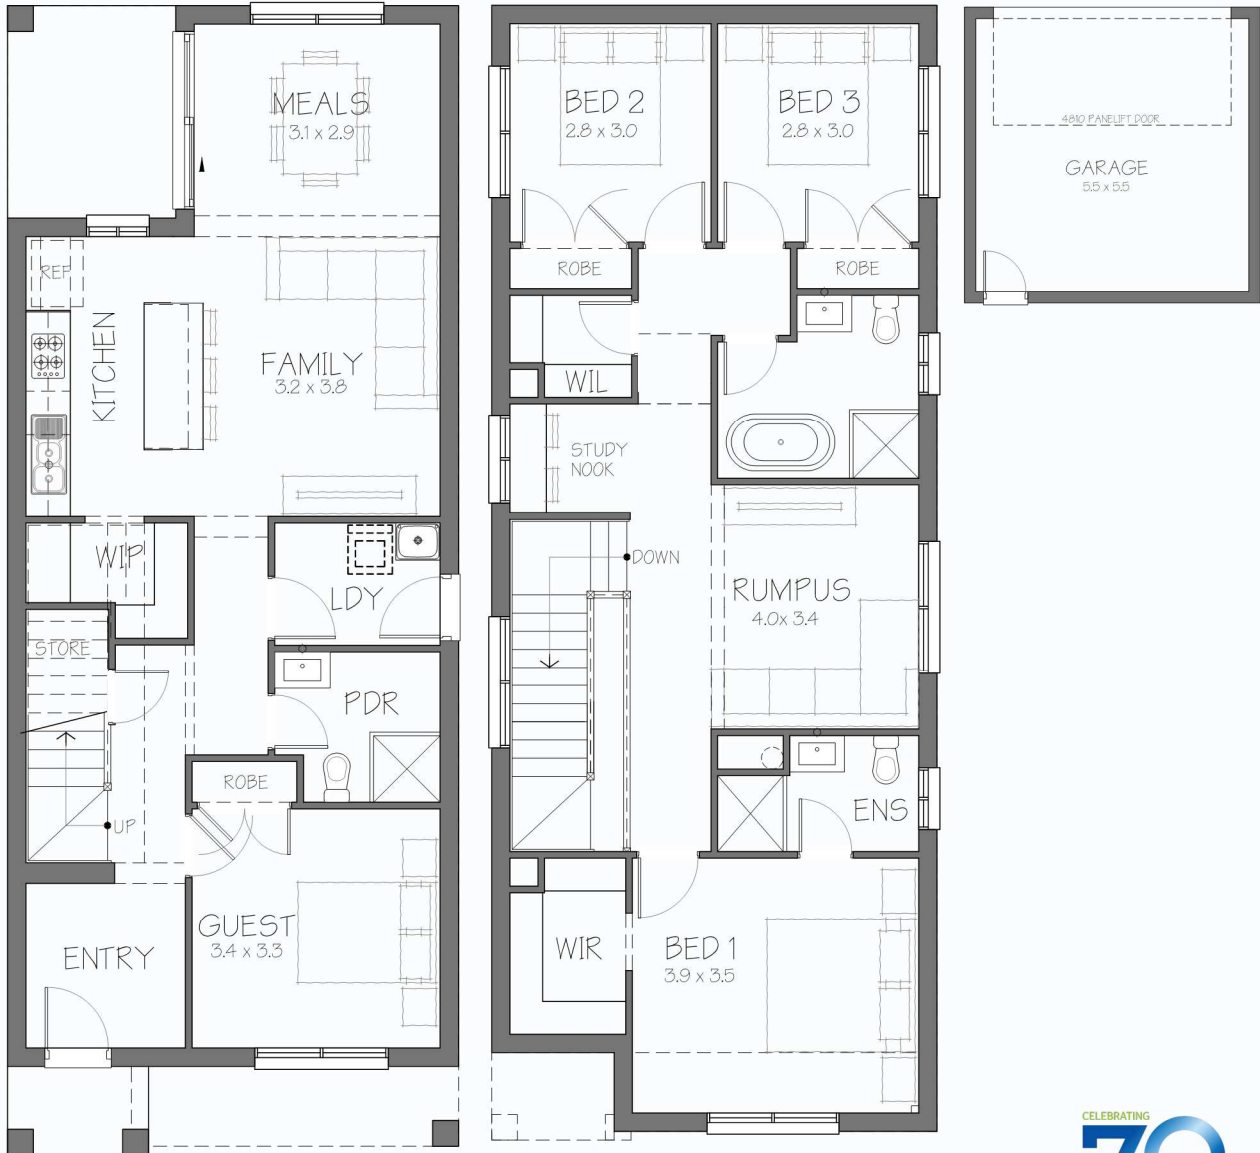 MEALS
3.1 x 2.9
REF
KITCHEN
FAMILY
3.2 x 3.8
WIP
LDY
STORE
PDR
ROBE
UP
GUEST
3.4 x 3.3
ENTRY
BED 2
2.8 x 3.0
BED 3
2.8 x 3.0
ROBE
ROBE
WIL
STUDY
NOOK
DOWN
RUMPUS
4.0x 3.4
ENS
WIR
BED 1
3.9 x 3.5
4810 PANELIFT DOOR
GARAGE
5.5 x 5.5
CELEBRATING
70